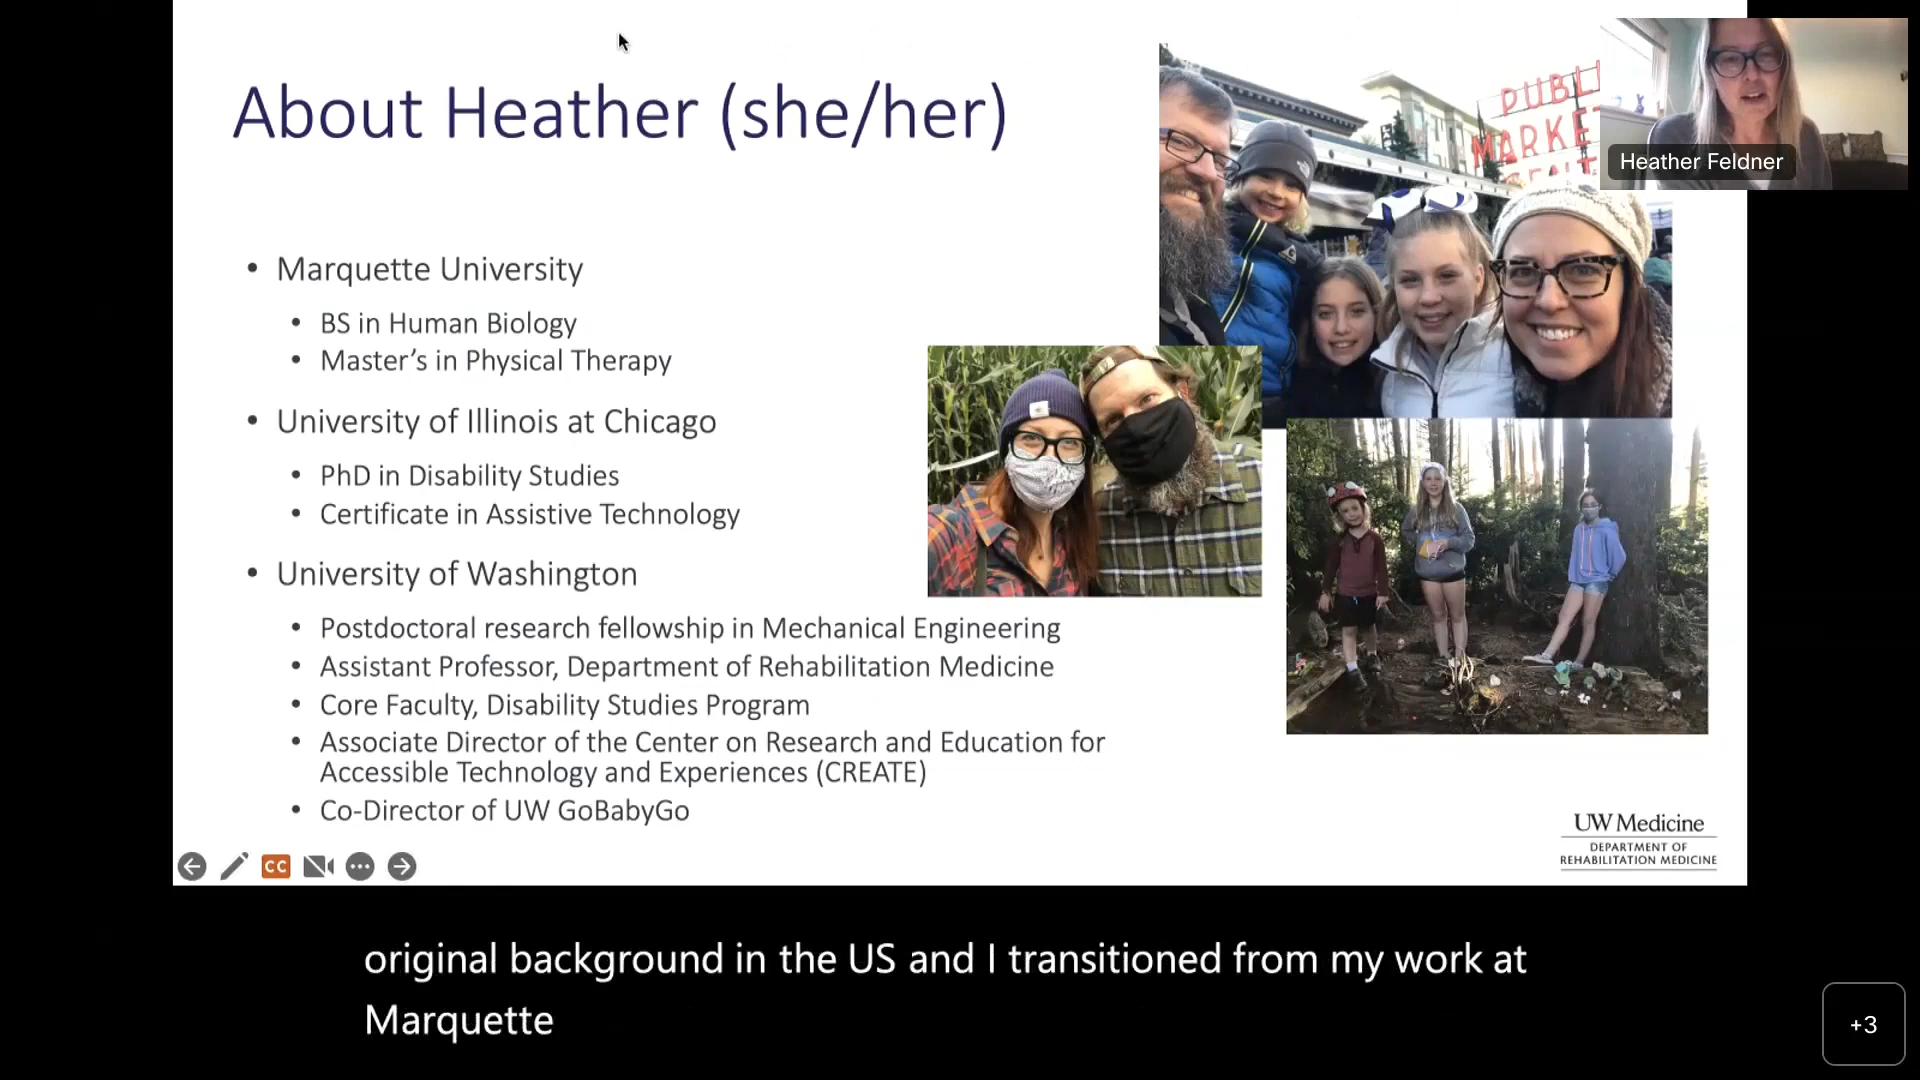 About Heather (she/her)
• Marquette University
• BS in Human Biology
• Master's in Physical Therapy
• University of Illinois at Chicago
• PhD in Disability Studies
• Certificate in Assistive Technology
• University of Washington
• Postdoctoral research fellowship in Mechanical Engineering
• Assistant Professor, Department of Rehabilitation Medicine
• Core Faculty, Disability Studies Program
• Associate Director of the Center on Research and Education for
Accessible Technology and Experiences (CREATE)
• Co-Director of UW GoBabyGo
PUBLI
MARKE
CENT
Heather Feldner
UW Medicine
DEPARTMENT OF
REHABILITATION MEDICINE
CC
original background in the US and I transitioned from my work at
Marquette
+3